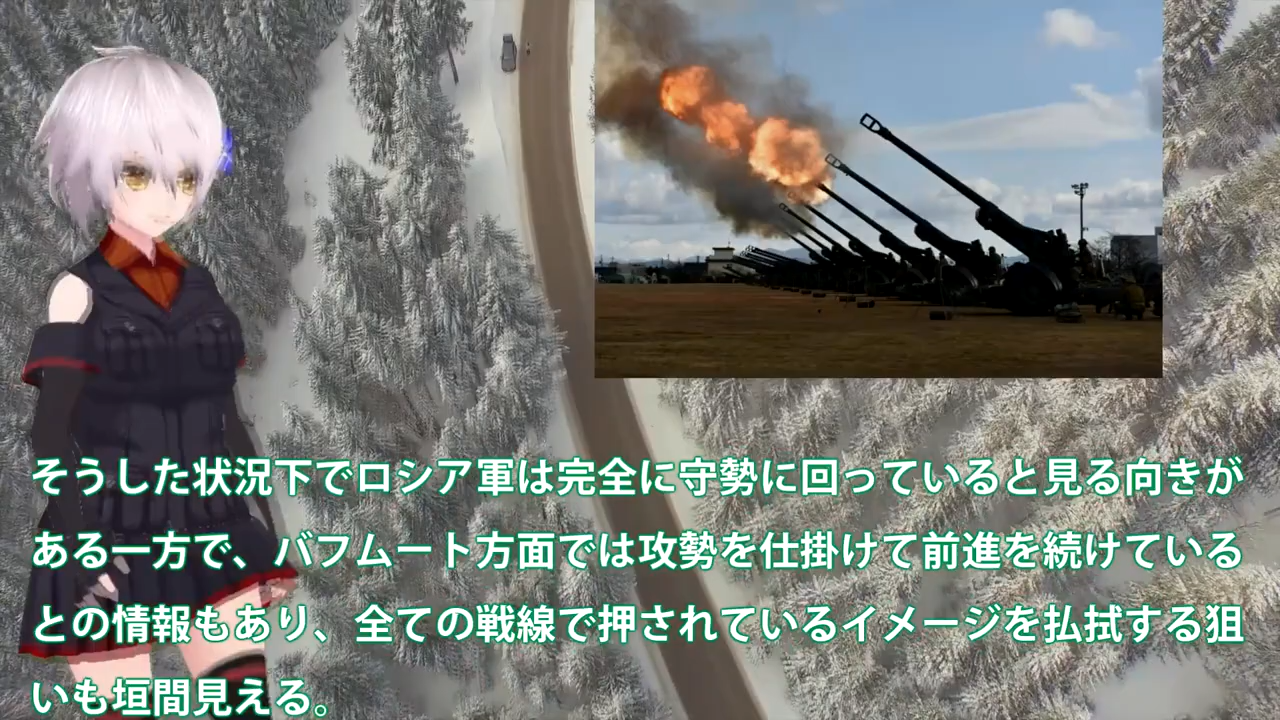 そうした状況下でロシア軍は完全に守勢に回っていると見る向きが
ある一方で、バフムート方面では攻勢を仕掛けて前進を続けている
との情報もあり、全ての戦線で押されているイメージを払拭する狙
いも垣間見える。